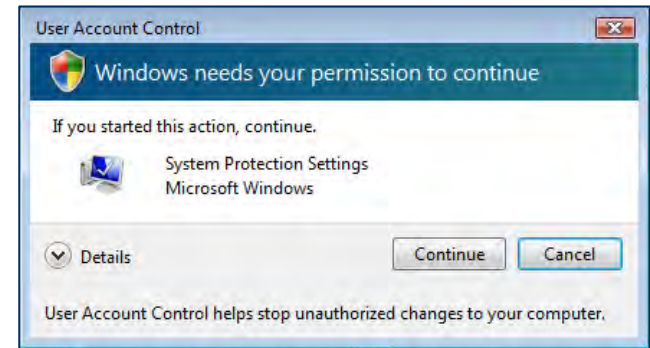 User Account Control
Windows needs your permission to continue
If you started this action, continue.
System Protection Settings
Microsoft Windows
Details
Continue
Cancel
User Account Control helps stop unauthorized changes to your computer.